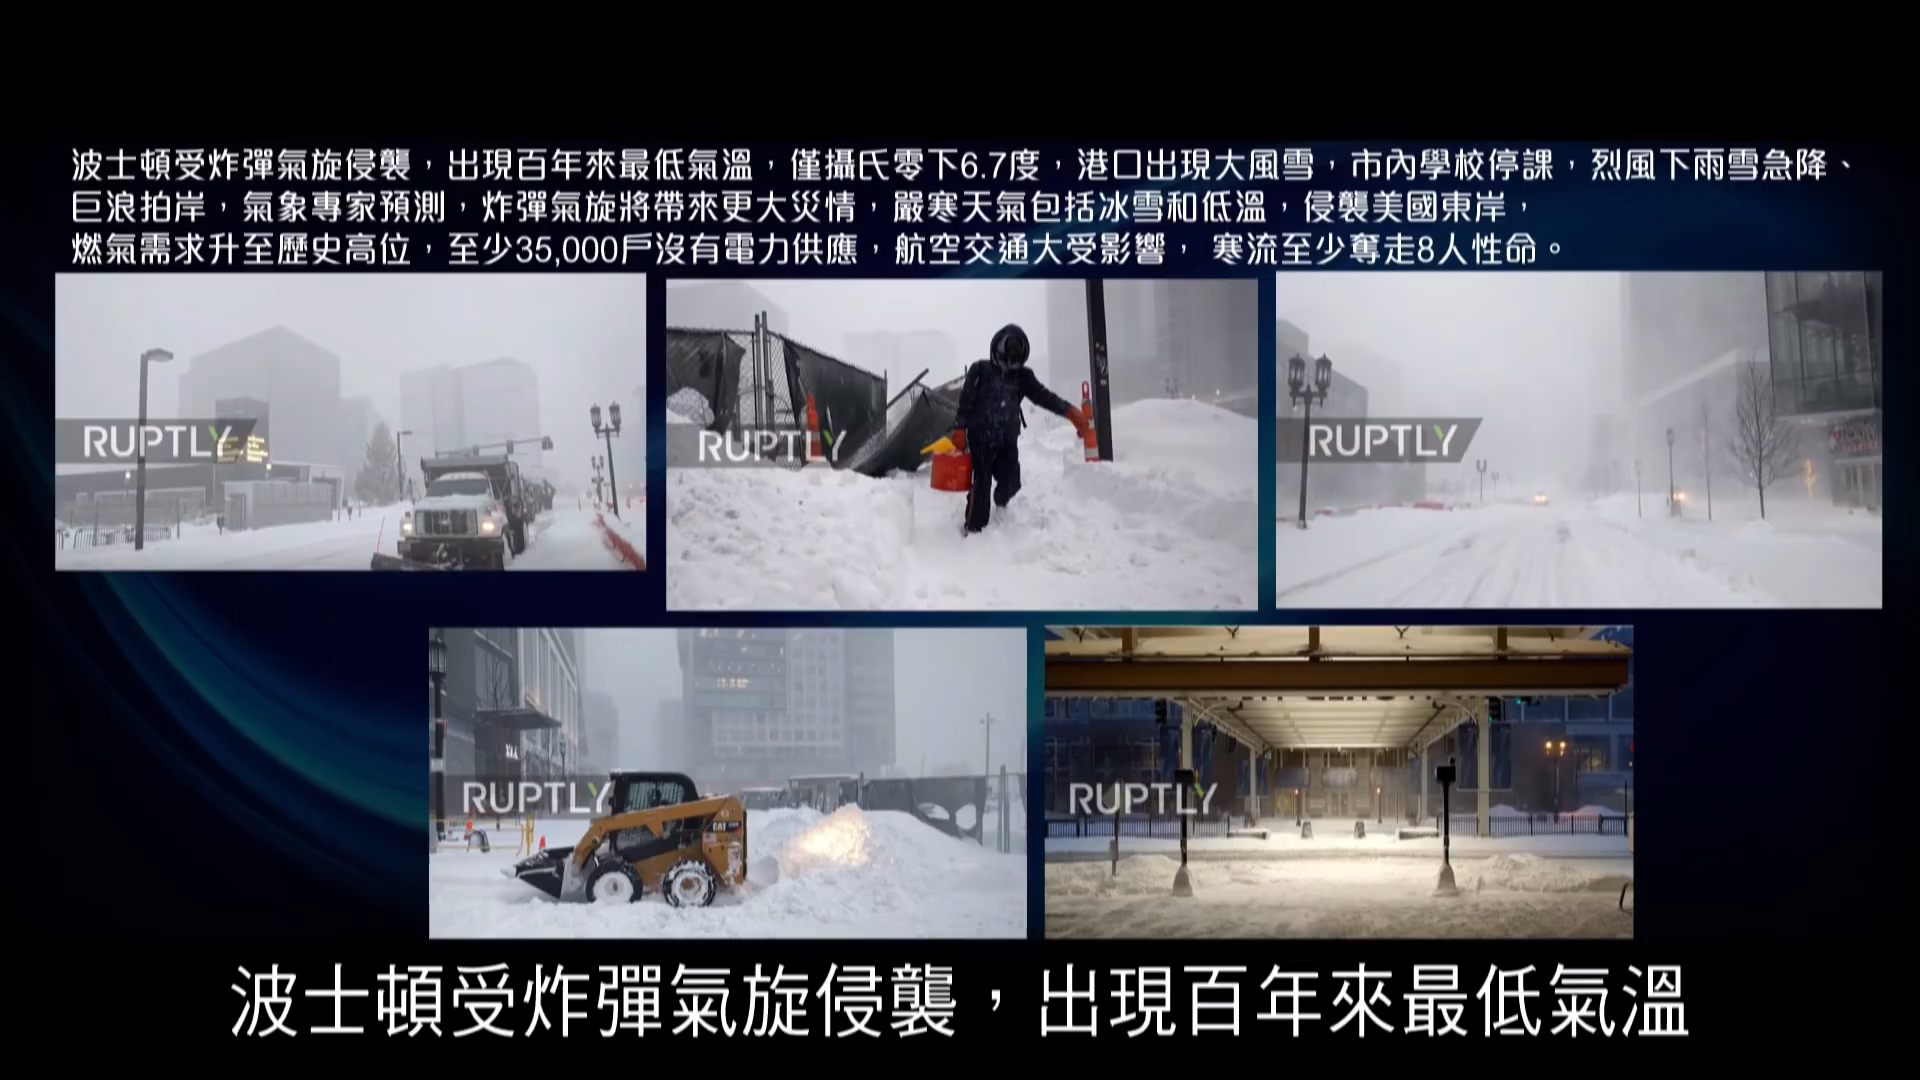 波士頓受炸彈氣旋侵襲，出現百年來最低氣溫，僅攝氏零下6.7度，港口出現大風雪，市內學校停課，烈風下雨雪急降、
巨浪拍岸，氣象專家預測，炸彈氣旋將帶來更大災情，嚴寒天氣包括冰雪和低溫，侵襲美國東岸，
燃氣需求升至歷史高位，至少35,000戶沒有電力供應，航空交通大受影響， 寒流至少奪走8人性命。
RUPTLY
RUPTLY
RUPTLY
RUPTLY
CAT
RUPTLY
波士頓受炸彈氣旋侵襲，出現百年來最低氣溫